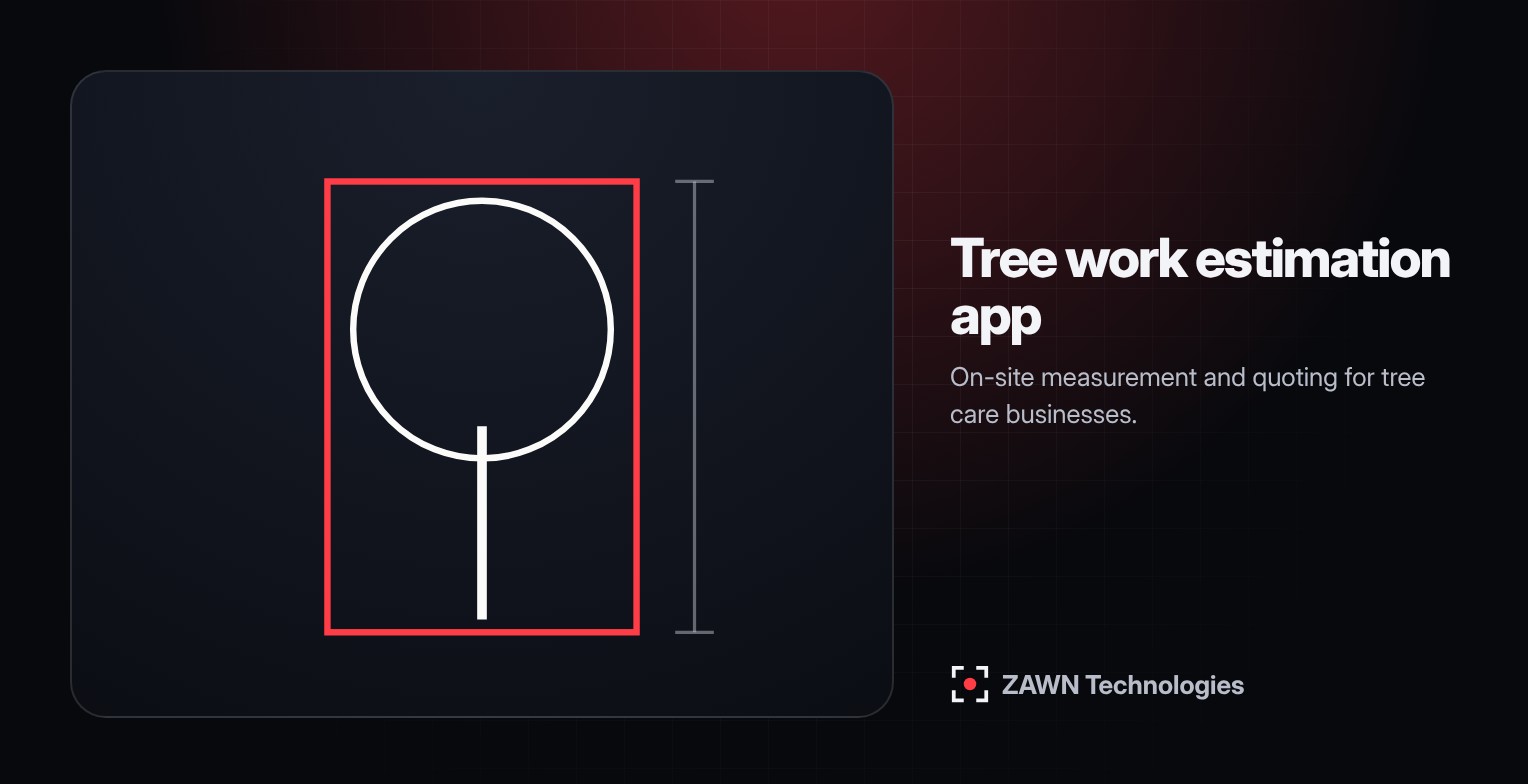 Tree work estimation
app
On-site measurement and quoting for tree
care businesses.
ZAWN Technologies